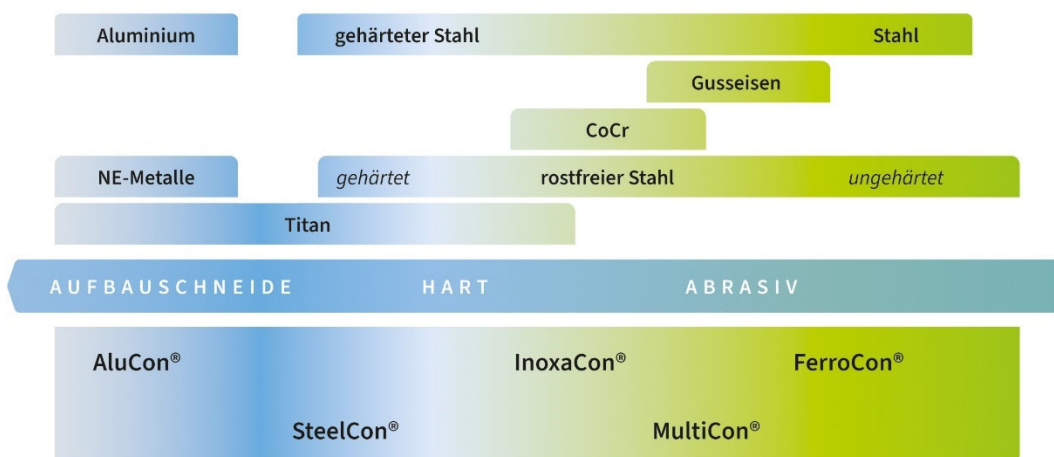 Aluminium gehärteter Stahl Stahl
Gusseisen
CoCr
NE-Metalle gehärtet rostfreier Stahl ungehärtet
Titan
AUFBAUSCHNEIDE HART ABRASIV
AluCon® InoxaCon® FerroCon®
SteelCon® MultiCon®